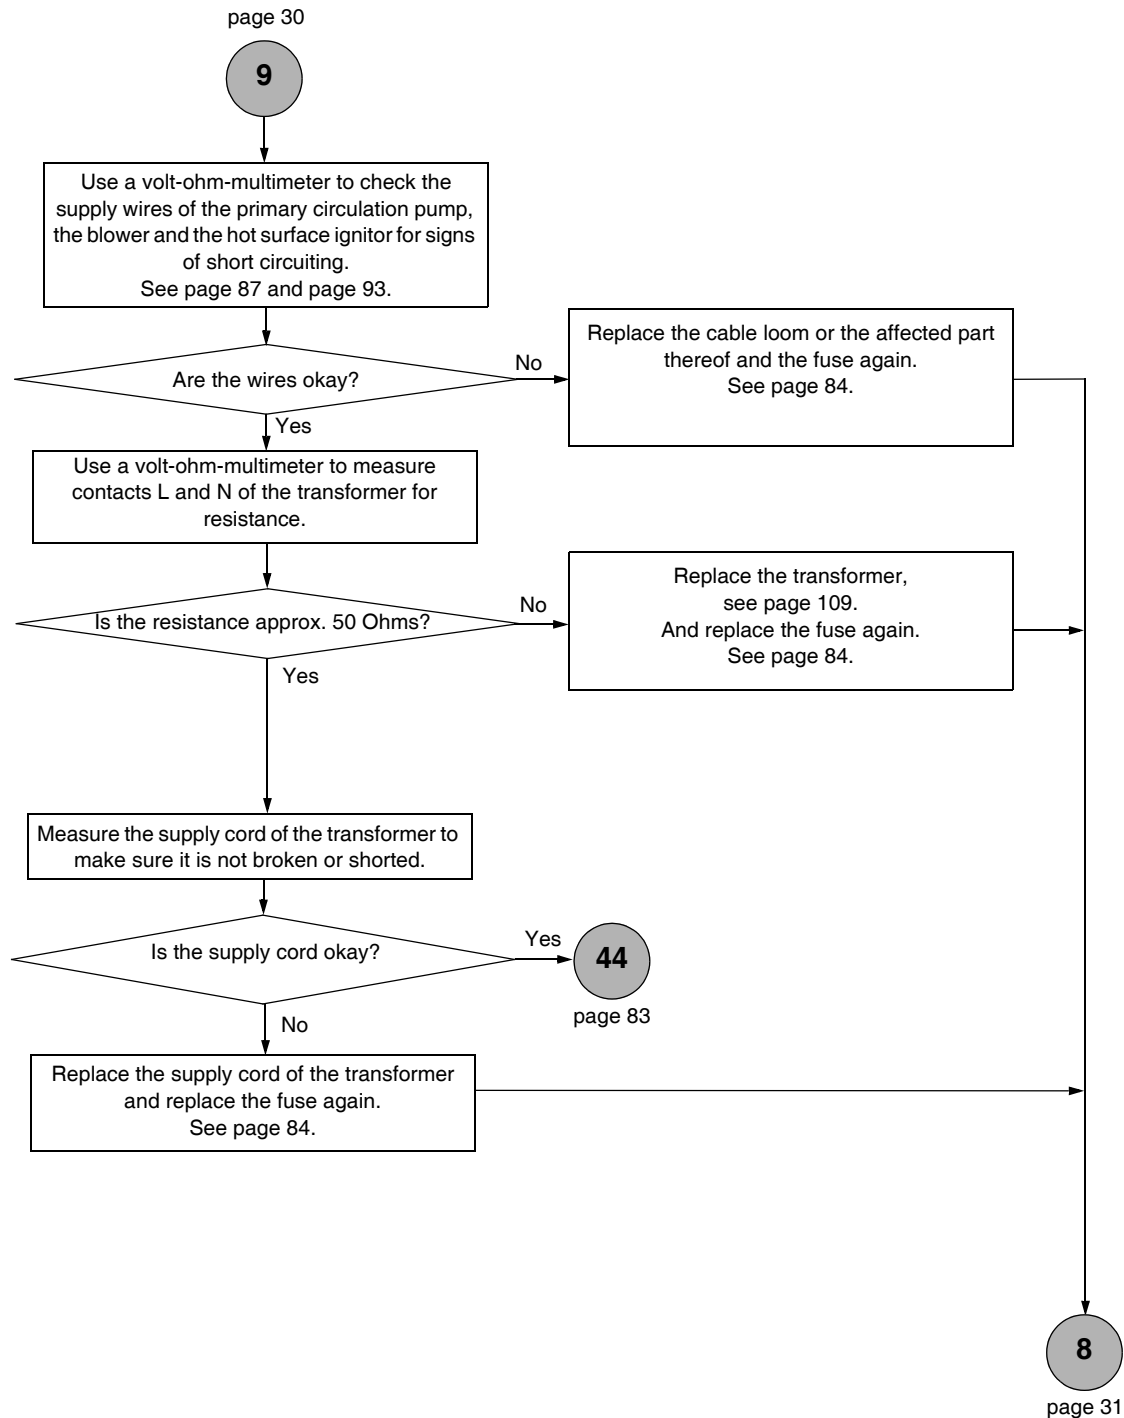 page 30
9
Use a volt-ohm-multimeter to check the
supply wires of the primary circulation pump,
the blower and the hot surface ignitor for signs
of short circuiting.
See page 87 and page 93.
Are the wires okay?
No
Replace the cable loom or the affected part
thereof and the fuse again.
See page 84.
Yes
Use a volt-ohm-multimeter to measure
contacts L and N of the transformer for
resistance.
Is the resistance approx. 50 Ohms?
No
Replace the transformer,
see page 109.
And replace the fuse again.
See page 84.
Yes
Measure the supply cord of the transformer to
make sure it is not broken or shorted.
Is the supply cord okay?
Yes
44
page 83
No
Replace the supply cord of the transformer
and replace the fuse again.
See page 84.
8
page 31